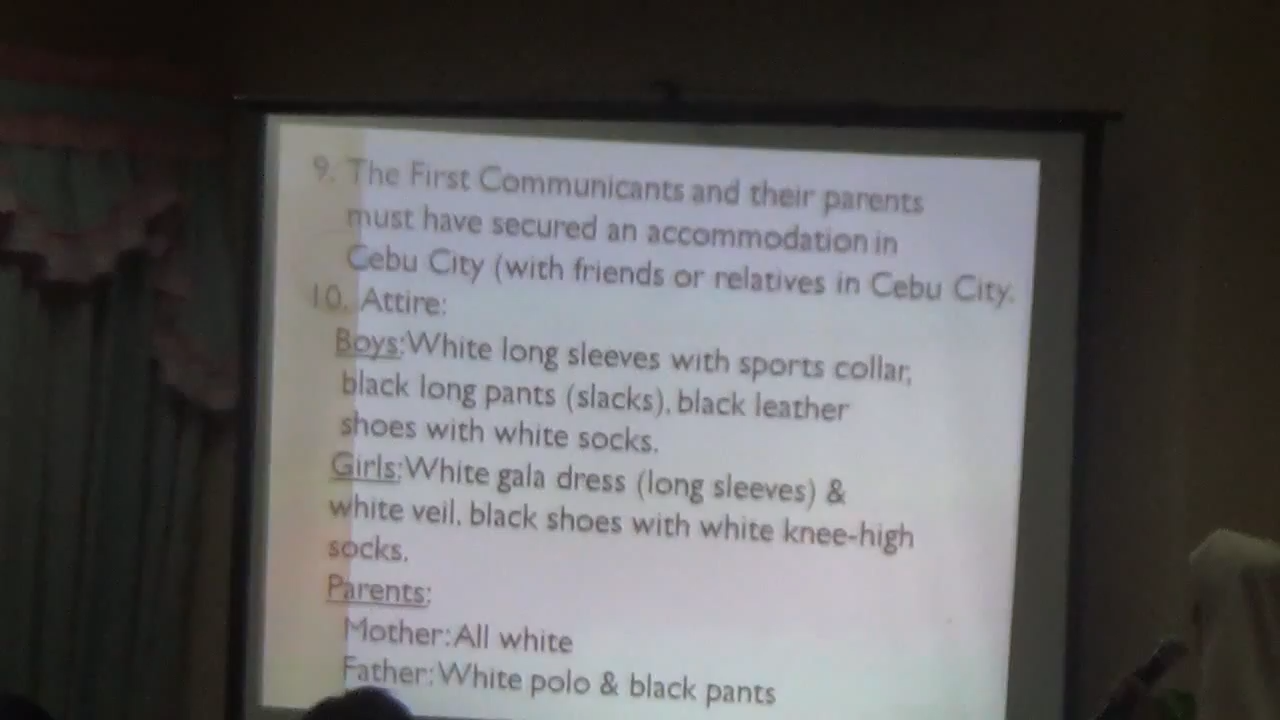 9. The First Communicants and their parents
must have secured an accommodation in
Cebu City (with friends or relatives in Cebu City.
10. Attire:
Boys: White long sleeves with sports collar,
black long pants (slacks), black leather
shoes with white socks.
Girls: White gala dress (long sleeves) &
white veil, black shoes with white knee-high
socks.
Parents:
Mother: All white
Father: White polo & black pants